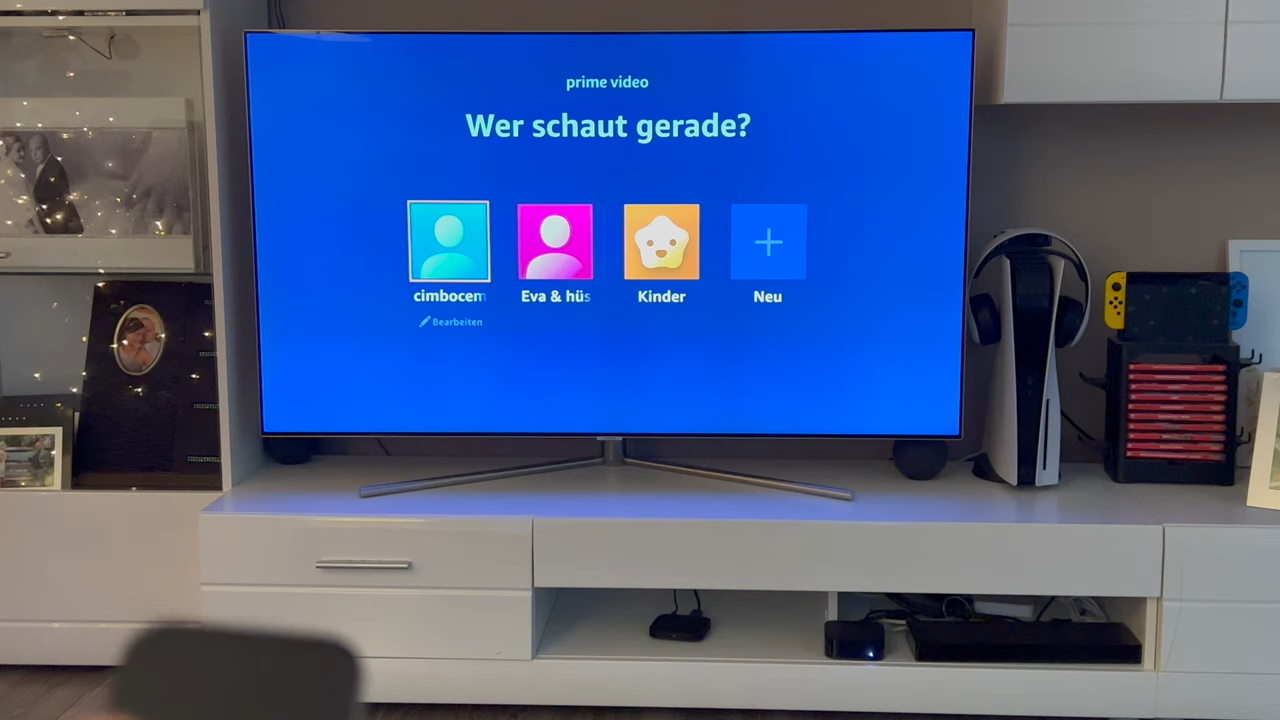 prime video
Wer schaut gerade?
cimbocem
Eva & hüs
Kinder
Neu
Bearbeiten